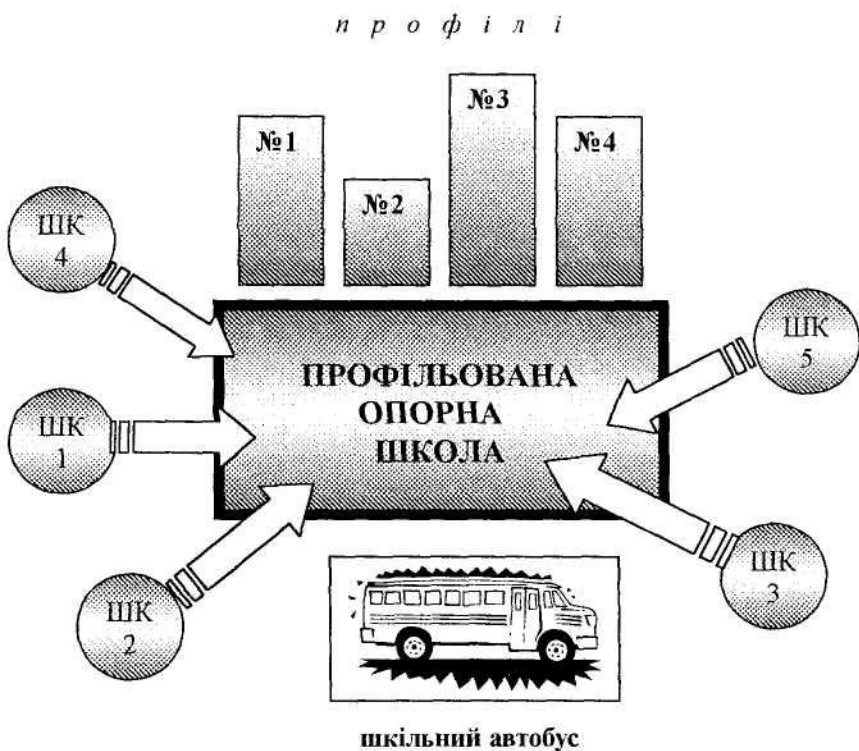 профілі
№1
№2
№3
№4
ШК
4
ШК
5
ПРОФІЛЬОВАНА
ОПОРНА
ШКОЛА
ШК
1
ШК
2
ШК
3
шкільний автобус